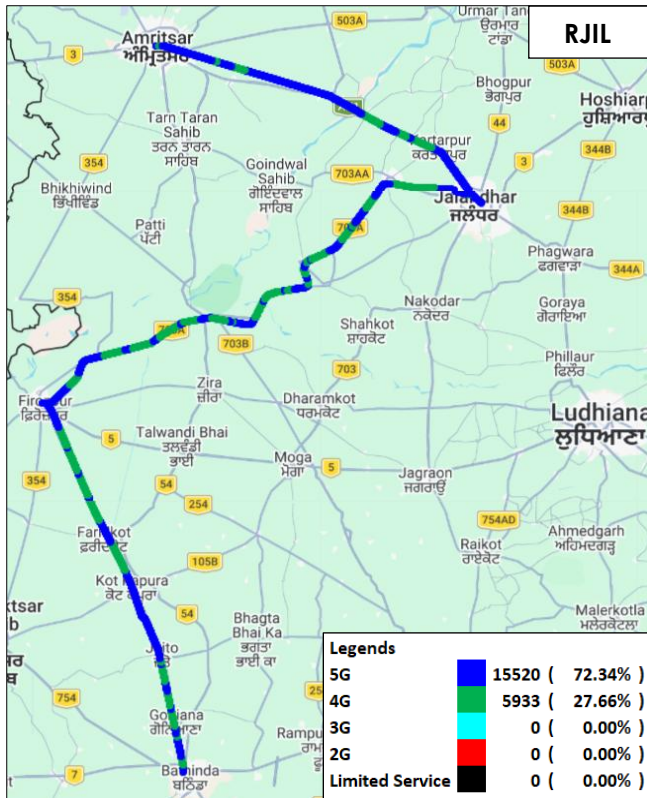 RJIL
503A
Urmar Tan
ਉਰਮਾਰ
ਟਾਂਡਾ
Amritsar
ਅੰਮ੍ਰਿਤਸਰ
3
503A
Bhogpur
ਭੋਗਪੁਰ
Hoshiarp
ਹੁਸ਼ਿਆਰਪੁ
Tarn Taran
Sahib
ਤਰਨ ਤਾਰਨ
ਸਾਹਿਬ
44
354
Goindwal
Sahib
ਗੋਇੰਦਵਾਲ
ਸਾਹਿਬ
703AA
3
344B
Bhikhiwind
ਭਿੱਖੀਵਿੰਡ
Jalandhar
ਜਲੰਧਰ
344B
Patti
ਪੱਟੀ
703A
Phagwara
ਫਗਵਾੜਾ
344A
354
Nakodar
ਨਕੋਦਰ
Goraya
ਗੋਰਾਇਆ
703A
703B
Shahkot
ਸ਼ਾਹਕੋਟ
Phillaur
ਫਿਲੌਰ
703
Zira
ਜ਼ੀਰਾ
Dharamkot
ਧਰਮਕੋਟ
Ludhiana
ਲੁਧਿਆਣਾ
5
Talwandi Bhai
ਤਲਵੰਡੀ
ਭਾਈ
Moga
ਮੋਗਾ
5
Jagraon
ਜਗਰਾਉਂ
354
54
254
754AD
Raikot
ਰਾਏਕੋਟ
Ahmedgarh
ਅਹਿਮਦਗੜ੍ਹ
105B
54
Bhagta
Bhai Ka
ਭਗਤਾ
ਭਾਈ ਕਾ
Malerkotla
ਮਲੇਰਕੋਟਲਾ
754
7
Legends
5G 15520 ( 72.34% )
4G 5933 ( 27.66% )
3G 0 ( 0.00% )
2G 0 ( 0.00% )
Limited Service 0 ( 0.00% )